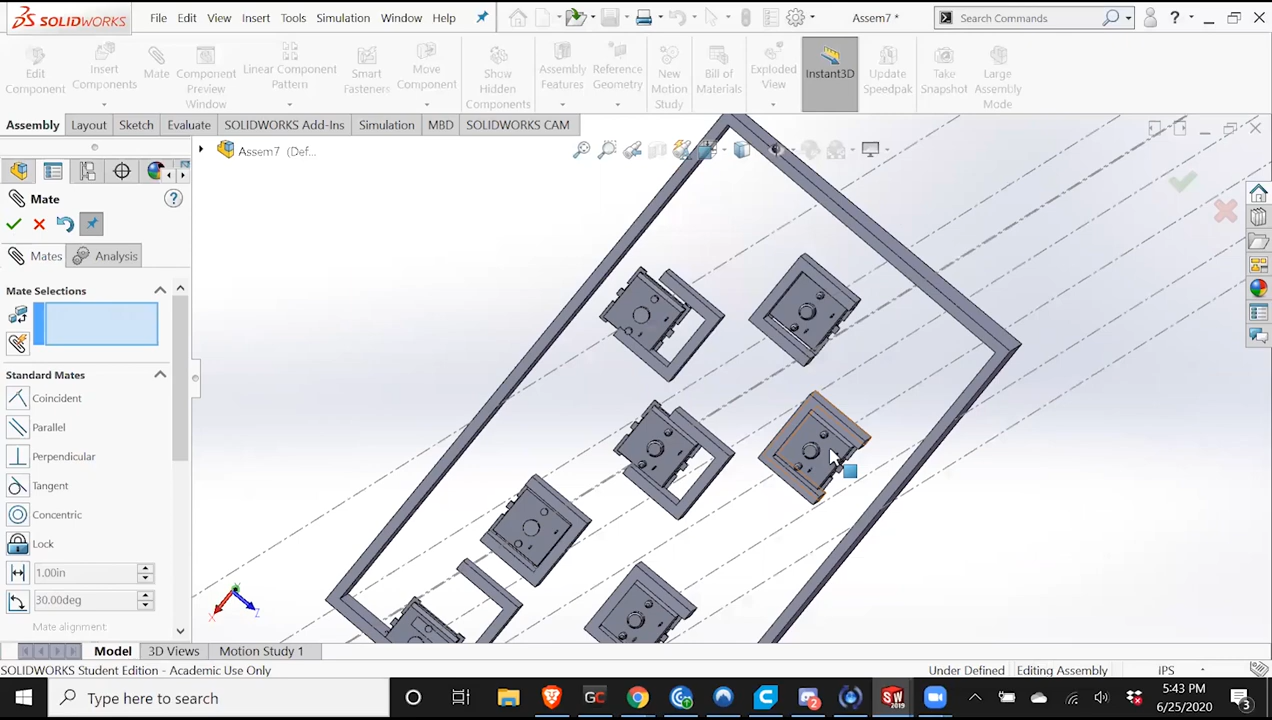 SOLIDWORKS File Edit View Insert Tools Simulation Window Help Assem7 * Search Commands ?
Edit Component Insert Components Mate Component Preview Window Linear Component Pattern Smart Fasteners Move Component Show Hidden Components Assembly Features Reference Geometry New Motion Study Bill of Materials Exploded View Instant3D Update Speedpak Take Snapshot Large Assembly Mode
Assembly Layout Sketch Evaluate SOLIDWORKS Add-Ins Simulation MBD SOLIDWORKS CAM
Assem7 (Def...
Mate ?
Mates Analysis
Mate Selections
Standard Mates
Coincident
Parallel
Perpendicular
Tangent
Concentric
Lock
1.00in
30.00deg
Mate alignment
X Z
Model 3D Views Motion Study 1
SOLIDWORKS Student Edition - Academic Use Only Under Defined Editing Assembly IPS
Type here to search GC SW 2019 5:43 PM
6/25/2020 3